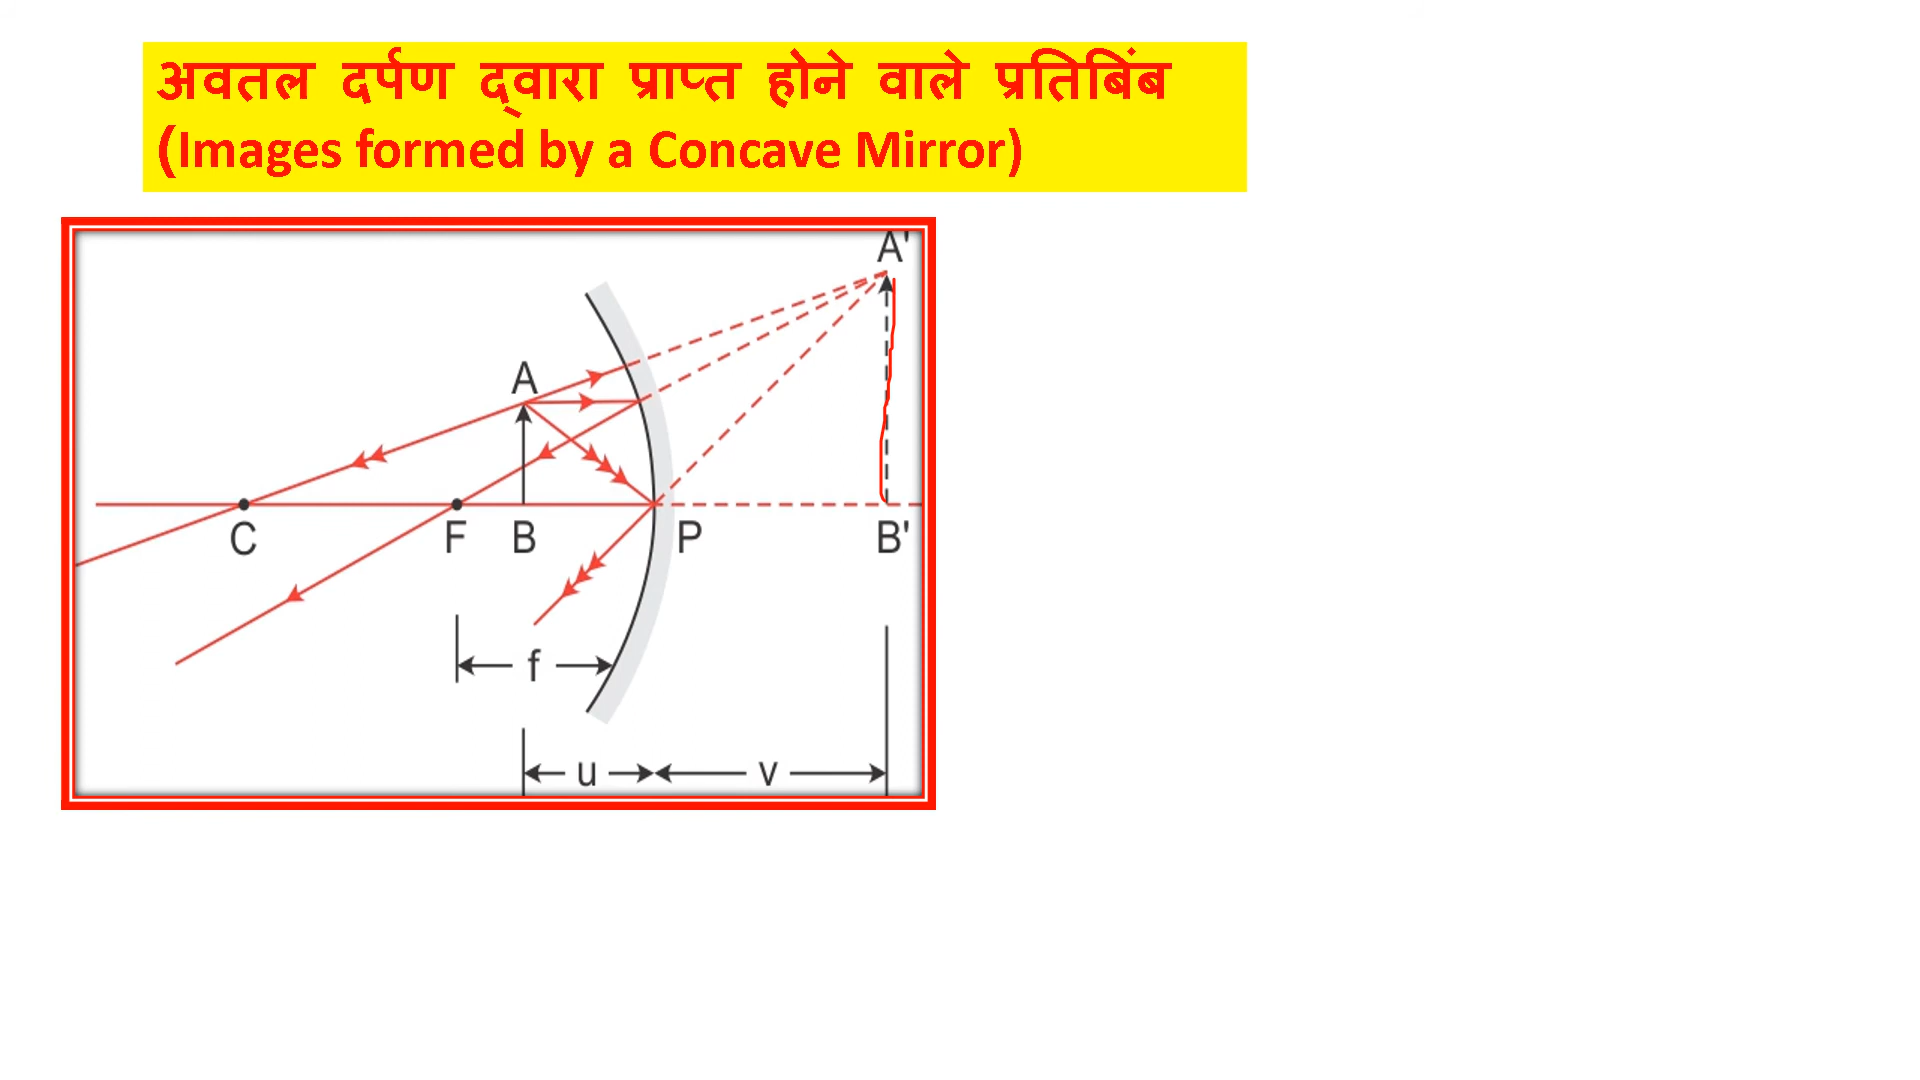 अवतल दर्पण द्वारा प्राप्त होने वाले प्रतिबिंब
(Images formed by a Concave Mirror)
A'
A
C
F
B
P
B'
f
u
v